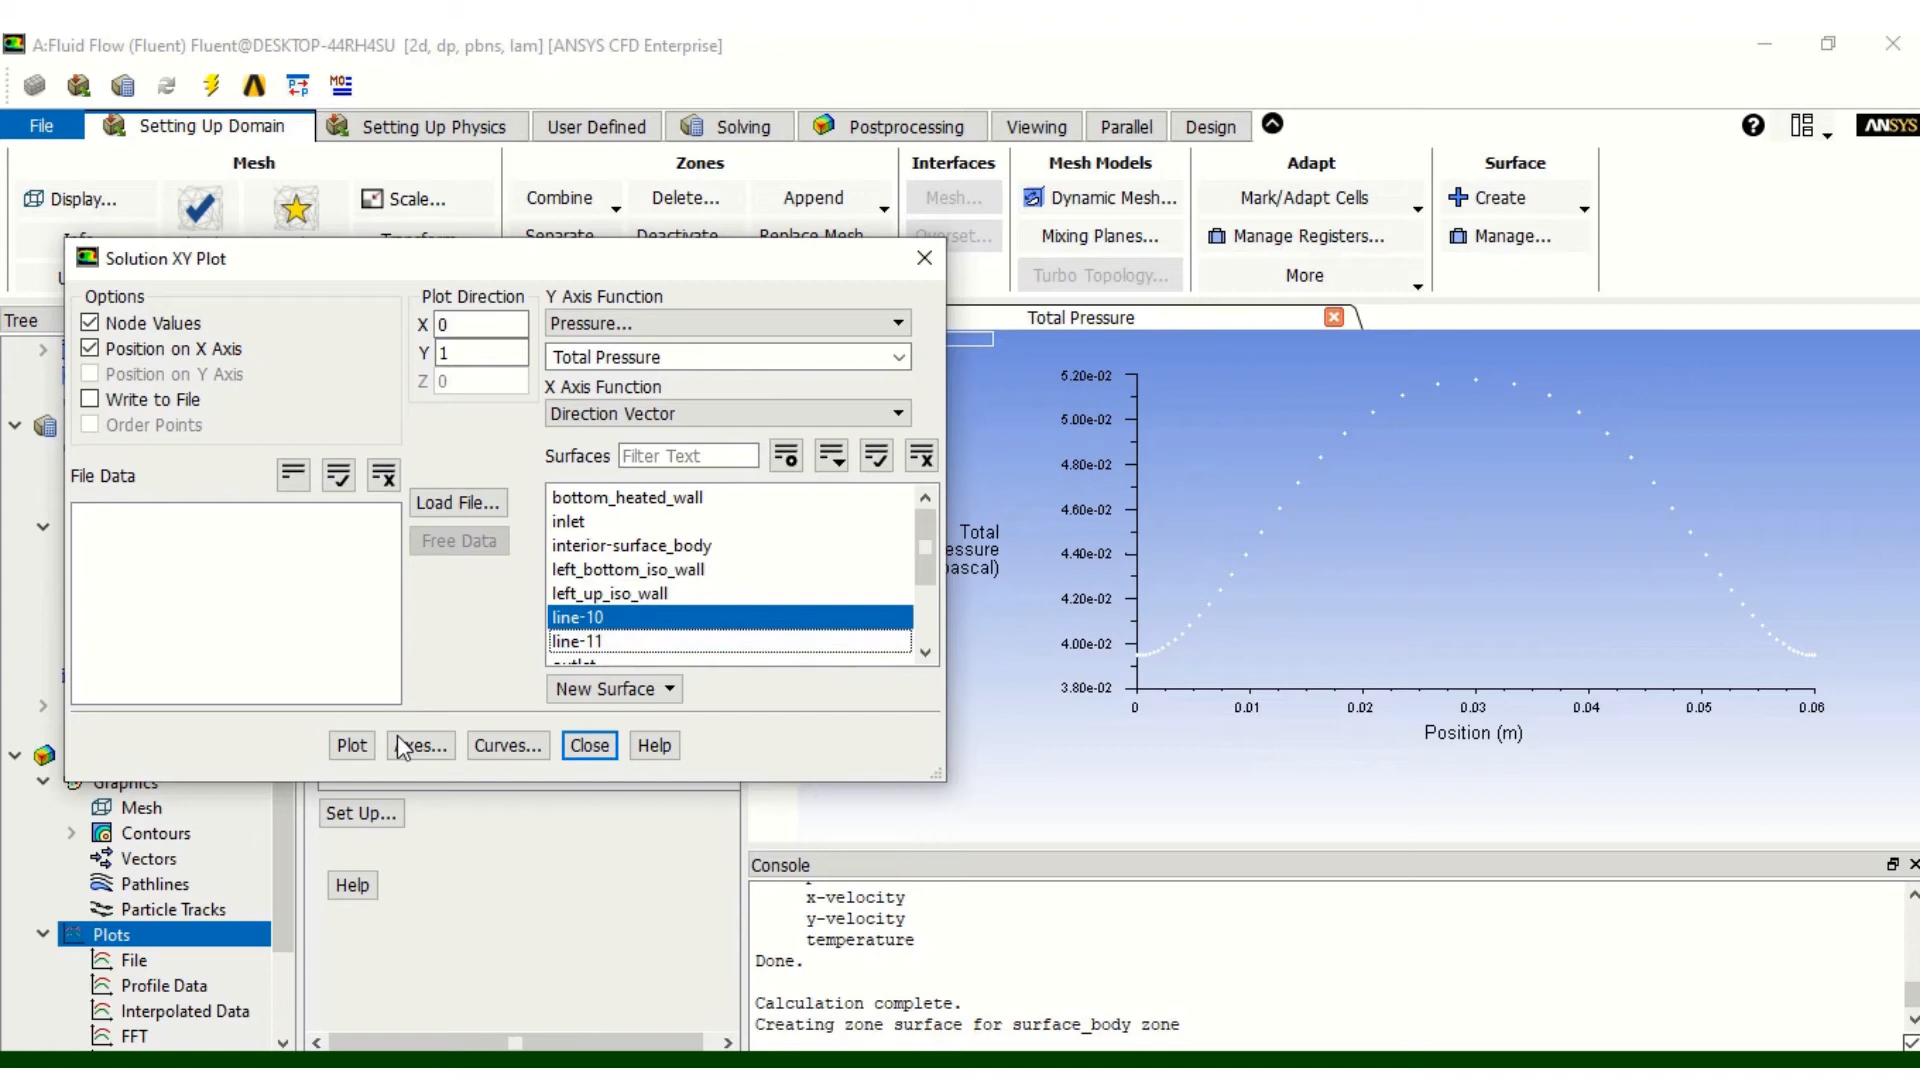 A:Fluid Flow (Fluent) Fluent@DESKTOP-44RH4SU [2d, dp, pbns, lam] [ANSYS CFD Enterprise]
File
Setting Up Domain
Setting Up Physics
User Defined
Solving
Postprocessing
Viewing
Parallel
Design
ANSYS
Mesh
Zones
Interfaces
Mesh Models
Adapt
Surface
Display...
Scale...
Combine
Delete...
Append
Mesh...
Dynamic Mesh...
Mark/Adapt Cells
Create
Info
Transform
Separate
Deactivate
Replace Mesh
Overset...
Mixing Planes...
Manage Registers...
Manage...
Turbo Topology...
More
Solution XY Plot
Options
Node Values
Position on X Axis
Position on Y Axis
Write to File
Order Points
Plot Direction
X 0
Y 1
Z 0
Y Axis Function
Pressure...
Total Pressure
X Axis Function
Direction Vector
Surfaces
Filter Text
File Data
Load File...
Free Data
bottom_heated_wall
inlet
interior-surface_body
left_bottom_iso_wall
left_up_iso_wall
line-10
line-11
outlet
New Surface
Plot
Curves...
Close
Help
Tree
Graphics
Mesh
Contours
Vectors
Pathlines
Particle Tracks
Plots
File
Profile Data
Interpolated Data
FFT
Set Up...
Help
Total Pressure
5.20e-02
5.00e-02
4.80e-02
4.60e-02
4.40e-02
4.20e-02
4.00e-02
3.80e-02
Total
essure
ascal)
0
0.01
0.02
0.03
0.04
0.05
0.06
Position (m)
Console
x-velocity
y-velocity
temperature
Done.
Calculation complete.
Creating zone surface for surface_body zone